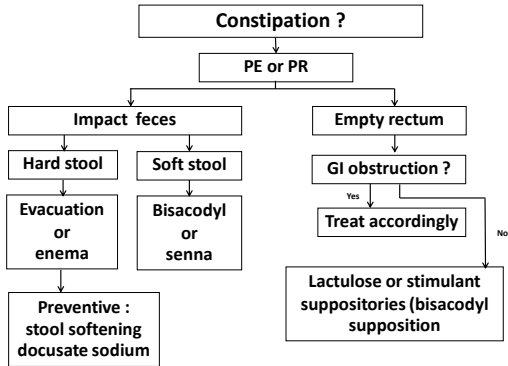 Constipation ?
PE or PR
Impact feces
Empty rectum
Hard stool
Soft stool
GI obstruction ?
Yes
No
Evacuation
or
enema
Bisacodyl
or
senna
Treat accordingly
Preventive :
stool softening
docusate sodium
Lactulose or stimulant
suppositories (bisacodyl
supposition